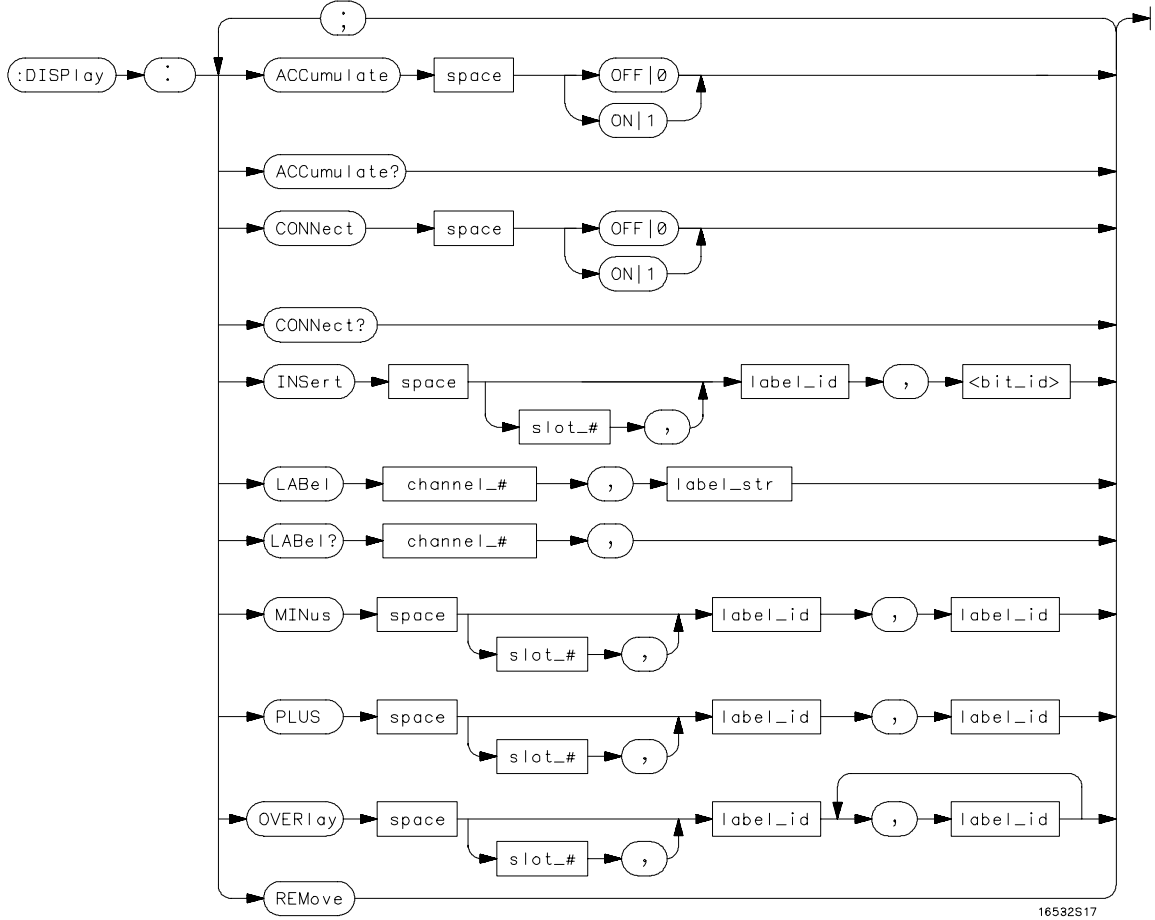 ;
:DISPlay : ACCumulate space OFF|0
ON|1
ACCumulate?
CONNect space OFF|0
ON|1
CONNect?
INSert space label_id , <bit_id>
slot_# ,
LABel channel_# , label_str
LABel? channel_# ,
MINus space label_id , label_id
slot_# ,
PLUS space label_id , label_id
slot_# ,
OVERlay space label_id , label_id
slot_# ,
REMove
16532S17